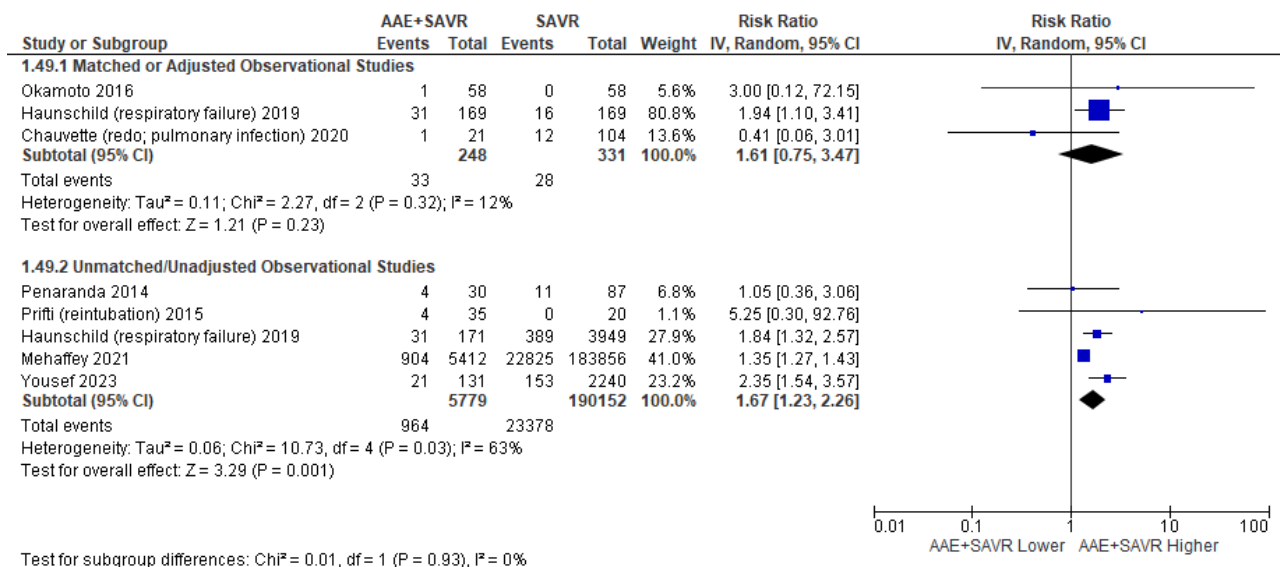 AAE+SAVR SAVR Risk Ratio Risk Ratio
Study or Subgroup Events Total Events Total Weight IV, Random, 95% CI IV, Random, 95% CI
1.49.1 Matched or Adjusted Observational Studies
Okamoto 2016 1 58 0 58 5.6% 3.00 [0.12, 72.15]
Haunschild (respiratory failure) 2019 31 169 16 169 80.8% 1.94 [1.10, 3.41]
Chauvette (redo; pulmonary infection) 2020 1 21 12 104 13.6% 0.41 [0.06, 3.01]
Subtotal (95% CI) 248 331 100.0% 1.61 [0.75, 3.47]
Total events 33 28
Heterogeneity: Tau² = 0.11; Chi² = 2.27, df = 2 (P = 0.32); I² = 12%
Test for overall effect: Z = 1.21 (P = 0.23)
1.49.2 Unmatched/Unadjusted Observational Studies
Penaranda 2014 4 30 11 87 6.8% 1.05 [0.36, 3.06]
Prifti (reintubation) 2015 4 35 0 20 1.1% 5.25 [0.30, 92.76]
Haunschild (respiratory failure) 2019 31 171 389 3949 27.9% 1.84 [1.32, 2.57]
Mehaffey 2021 904 5412 22825 183856 41.0% 1.35 [1.27, 1.43]
Yousef 2023 21 131 153 2240 23.2% 2.35 [1.54, 3.57]
Subtotal (95% CI) 5779 190152 100.0% 1.67 [1.23, 2.26]
Total events 964 23378
Heterogeneity: Tau² = 0.06; Chi² = 10.73, df = 4 (P = 0.03); I² = 63%
Test for overall effect: Z = 3.29 (P = 0.001)
0.01 0.1 1 10 100
AAE+SAVR Lower AAE+SAVR Higher
Test for subgroup differences: Chi² = 0.01, df = 1 (P = 0.93), I² = 0%